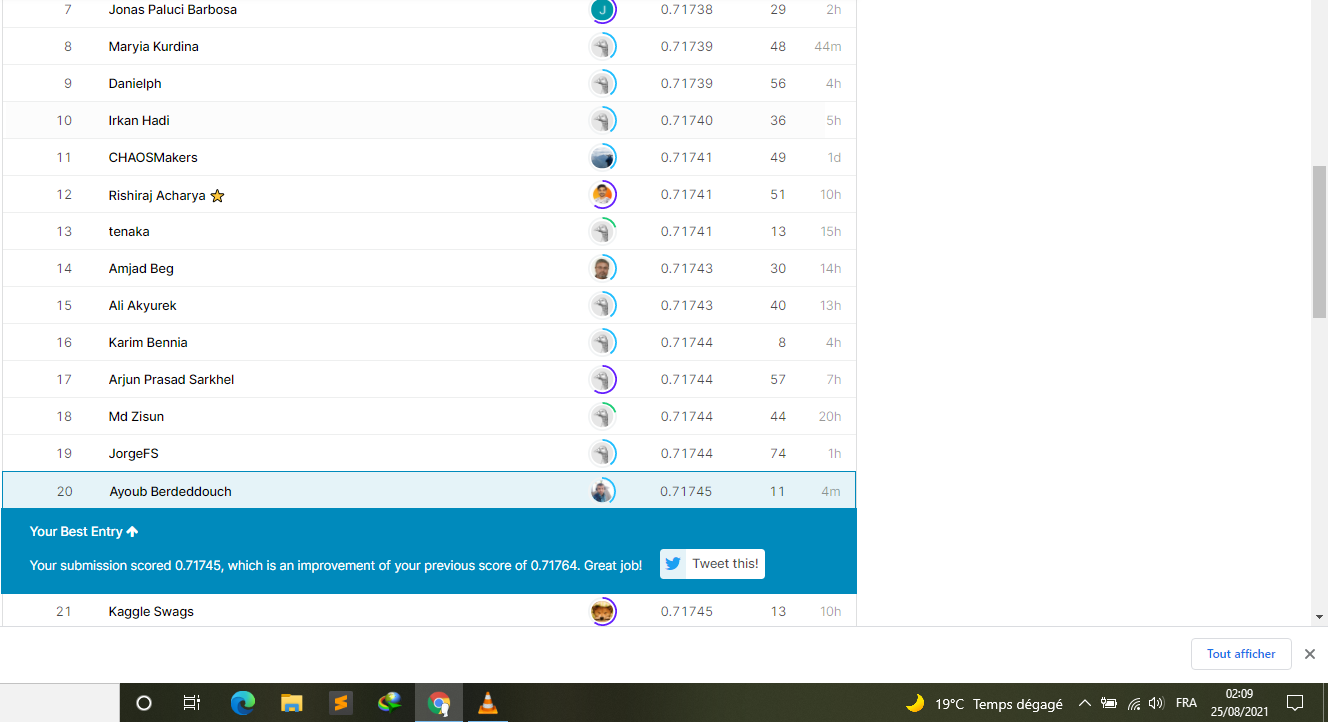 7 Jonas Paluci Barbosa J 0.71738 29 2h
8 Maryia Kurdina 0.71739 48 44m
9 Danielph 0.71739 56 4h
10 Irkan Hadi 0.71740 36 5h
11 CHAOSMakers 0.71741 49 1d
12 Rishiraj Acharya 0.71741 51 10h
13 tenaka 0.71741 13 15h
14 Amjad Beg 0.71743 30 14h
15 Ali Akyurek 0.71743 40 13h
16 Karim Bennia 0.71744 8 4h
17 Arjun Prasad Sarkhel 0.71744 57 7h
18 Md Zisun 0.71744 44 20h
19 JorgeFS 0.71744 74 1h
20 Ayoub Berdeddouch 0.71745 11 4m
Your Best Entry
Your submission scored 0.71745, which is an improvement of your previous score of 0.71764. Great job! Tweet this!
21 Kaggle Swags 0.71745 13 10h
Tout afficher
19°C Temps dégagé FRA 02:09
25/08/2021